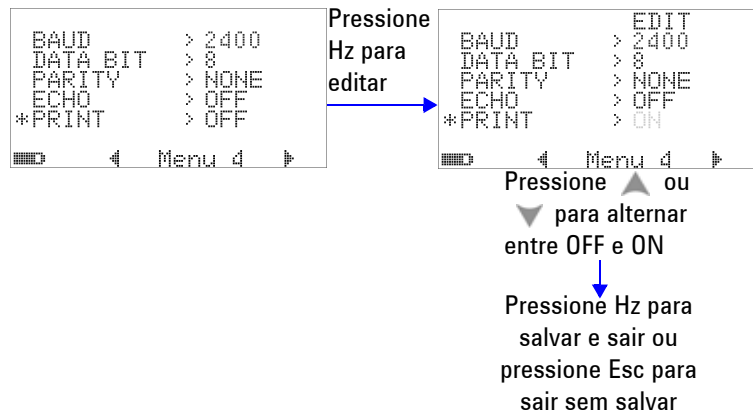 BAUD > 2400
DATA BIT > 8
PARITY > NONE
ECHO > OFF
*PRINT > OFF
Menu 4
Pressione
Hz para
editar
EDIT
BAUD > 2400
DATA BIT > 8
PARITY > NONE
ECHO > OFF
*PRINT > ON
Menu 4
Pressione ou
para alternar
entre OFF e ON
Pressione Hz para
salvar e sair ou
pressione Esc para
sair sem salvar